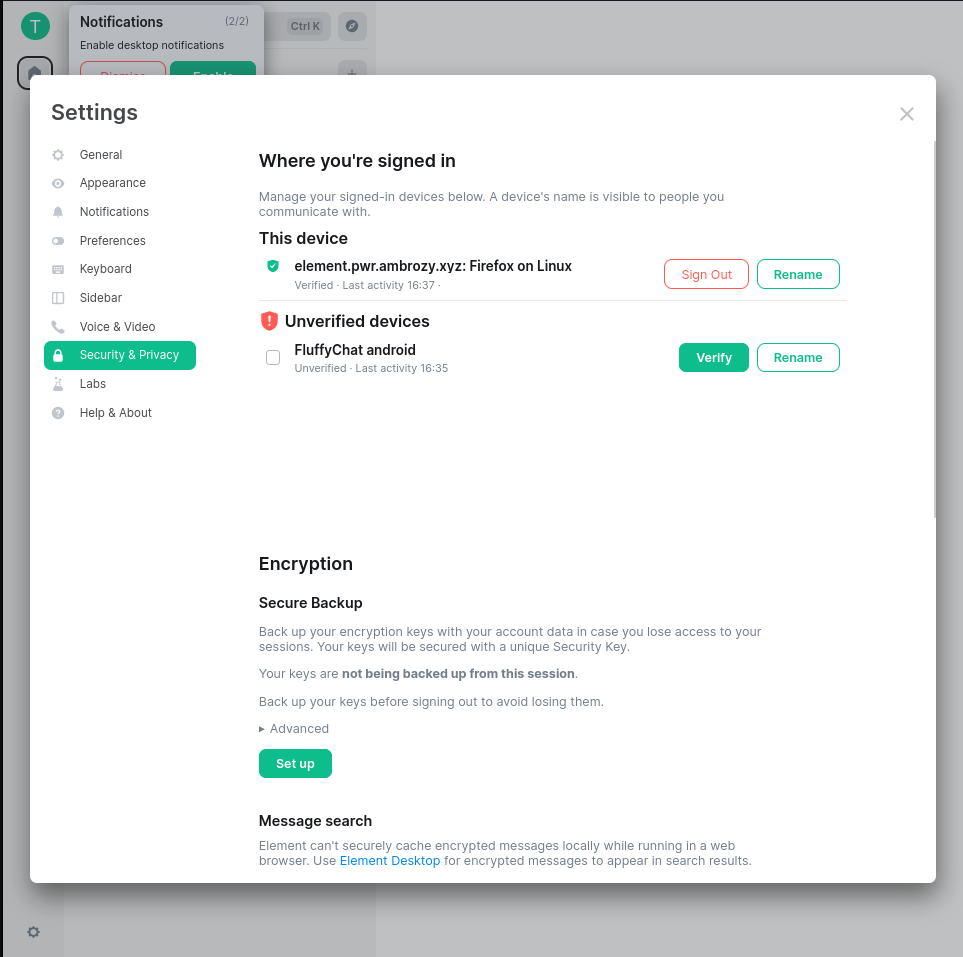 T
Notifications (2/2)
Enable desktop notifications
Dismiss Enable
Ctrl K
Settings
General
Appearance
Notifications
Preferences
Keyboard
Sidebar
Voice & Video
Security & Privacy
Labs
Help & About
Where you're signed in
Manage your signed-in devices below. A device's name is visible to people you
communicate with.
This device
element.pwr.ambrozy.xyz: Firefox on Linux
Verified · Last activity 16:37 ·
Sign Out Rename
Unverified devices
FluffyChat android
Unverified · Last activity 16:35
Verify Rename
Encryption
Secure Backup
Back up your encryption keys with your account data in case you lose access to your
sessions. Your keys will be secured with a unique Security Key.
Your keys are not being backed up from this session.
Back up your keys before signing out to avoid losing them.
▸ Advanced
Set up
Message search
Element can't securely cache encrypted messages locally while running in a web
browser. Use Element Desktop for encrypted messages to appear in search results.